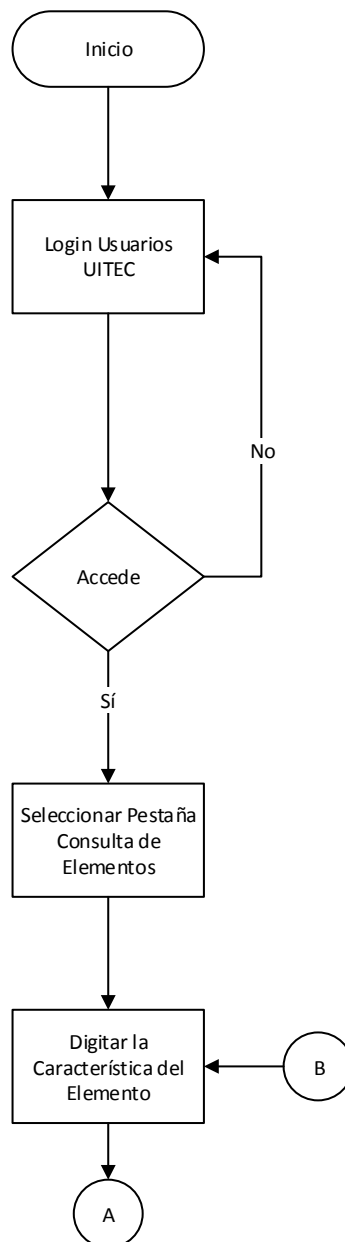 Inicio
Login Usuarios
UITEC
No
Accede
Sí
Seleccionar Pestaña
Consulta de
Elementos
Digitar la
Característica del
Elemento
B
A